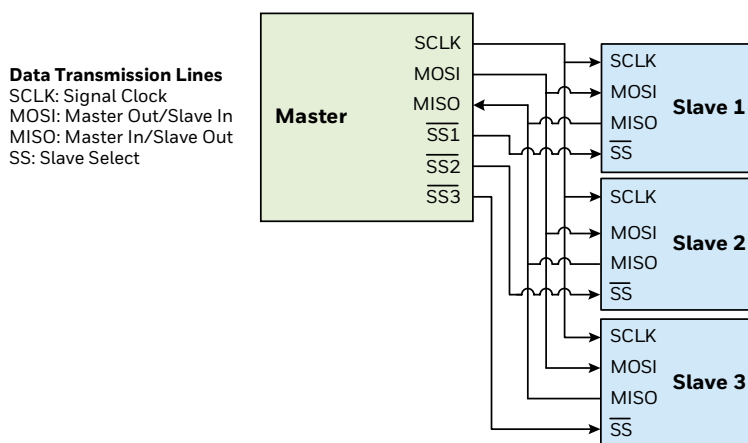 Data Transmission Lines
SCLK: Signal Clock
MOSI: Master Out/Slave In
MISO: Master In/Slave Out
SS: Slave Select
Master
SCLK
MOSI
MISO
SS1
SS2
SS3
SCLK
MOSI
MISO
SS
Slave 1
SCLK
MOSI
MISO
SS
Slave 2
SCLK
MOSI
MISO
SS
Slave 3